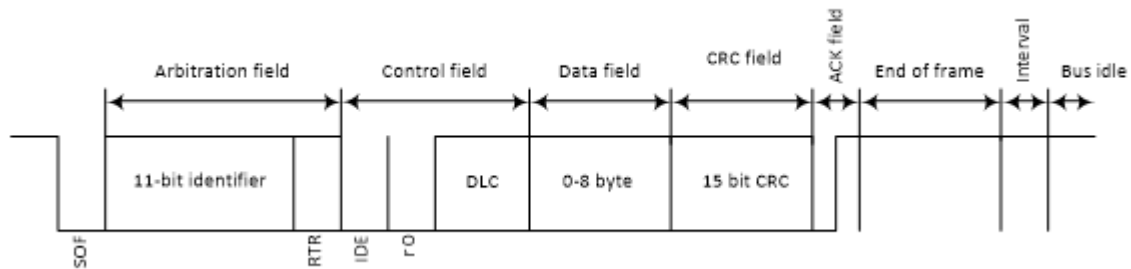 Arbitration field
Control field
Data field
CRC field
ACK field
End of frame
Interval
Bus idle
11-bit identifier
DLC
0-8 byte
15 bit CRC
SOF
RTR
IDE
rO